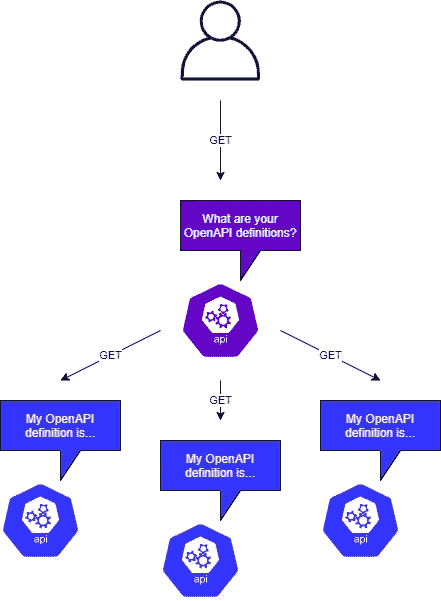 GET
What are your
OpenAPI definitions?
api
GET
GET
GET
My OpenAPI
definition is...
My OpenAPI
definition is...
My OpenAPI
definition is...
api
api
api